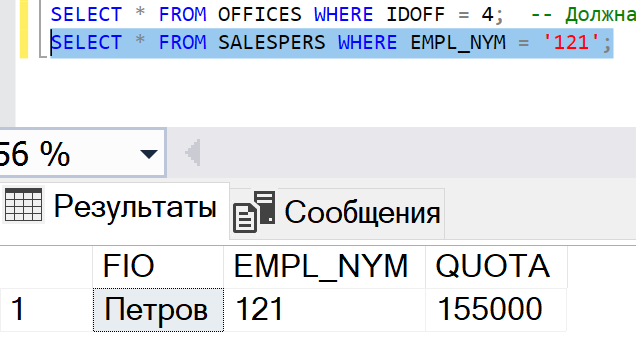 SELECT * FROM OFFICES WHERE IDOFF = 4;  -- Должна
SELECT * FROM SALESPERS WHERE EMPL_NYM = '121';
56 %
Результаты Сообщения
FIO EMPL_NYM QUOTA
1 Петров 121 155000